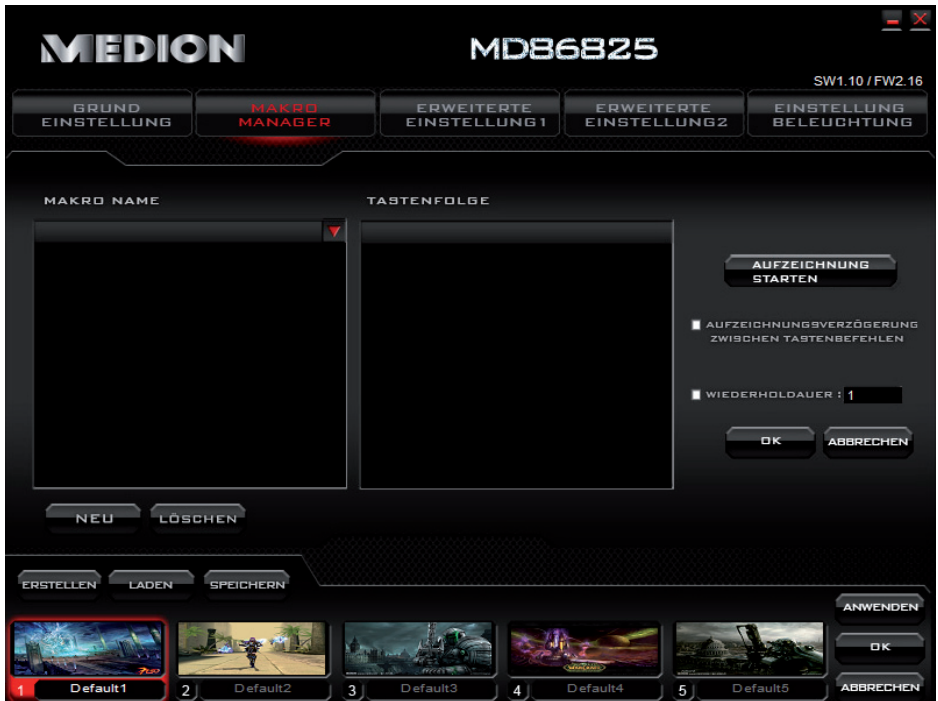 MEDION
MD86825
SW1.10 / FW2.16
GRUND
EINSTELLUNG
MAKRO
MANAGER
ERWEITERTE
EINSTELLUNG1
ERWEITERTE
EINSTELLUNG2
EINSTELLUNG
BELEUCHTUNG
MAKRO NAME
TASTENFOLGE
AUFZEICHNUNG
STARTEN
AUFZEICHNUNGSVERZÖGERUNG
ZWISCHEN TASTENBEFEHLEN
WIEDERHOLDAUER : 1
OK
ABBRECHEN
NEU
LÖSCHEN
ERSTELLEN
LADEN
SPEICHERN
ANWENDEN
OK
ABBRECHEN
1 Default1
2 Default2
3 Default3
4 Default4
5 Default5